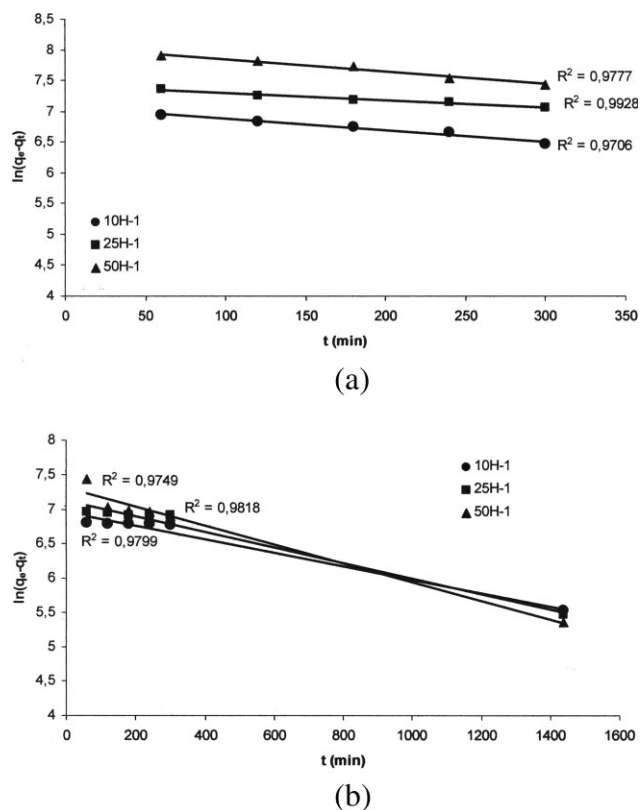 8,5
8
7,5
7
6,5
6
5,5
5
4,5
4
ln(qe-qt)
R² = 0,9777
R² = 0,9928
R² = 0,9706
10H-1
25H-1
50H-1
0 50 100 150 200 250 300 350
t (min)
(a)
8
7,5
7
6,5
6
5,5
5
4,5
4
ln(qe-qt)
R² = 0,9749
R² = 0,9818
R² = 0,9799
10H-1
25H-1
50H-1
0 200 400 600 800 1000 1200 1400 1600
t (min)
(b)